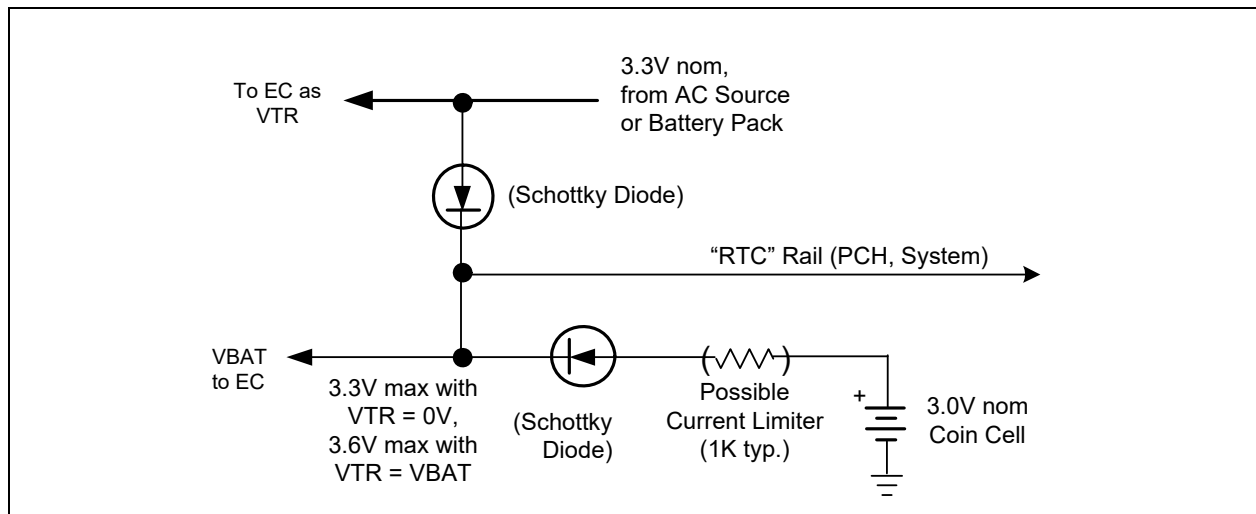 To EC as
VTR
3.3V nom,
from AC Source
or Battery Pack
(Schottky Diode)
“RTC” Rail (PCH, System)
VBAT
to EC
3.3V max with
VTR = 0V,
3.6V max with
VTR = VBAT
(Schottky
Diode)
( )
Possible
Current Limiter
(1K typ.)
+
3.0V nom
Coin Cell